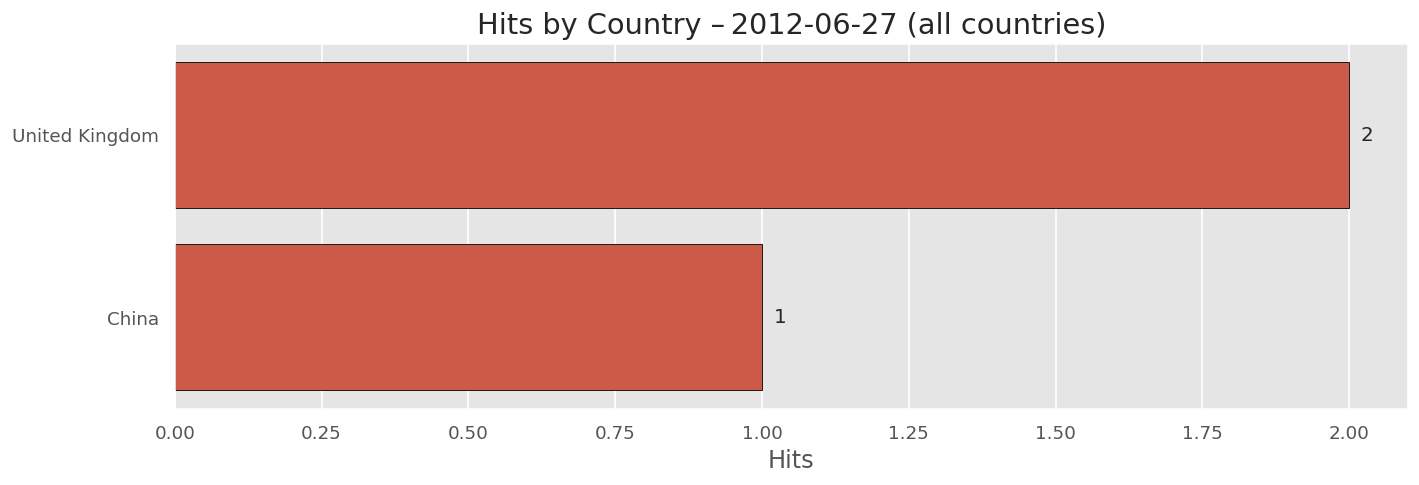 Hits by Country – 2012-06-27 (all countries)
United Kingdom
2
China
1
0.00 0.25 0.50 0.75 1.00 1.25 1.50 1.75 2.00
Hits